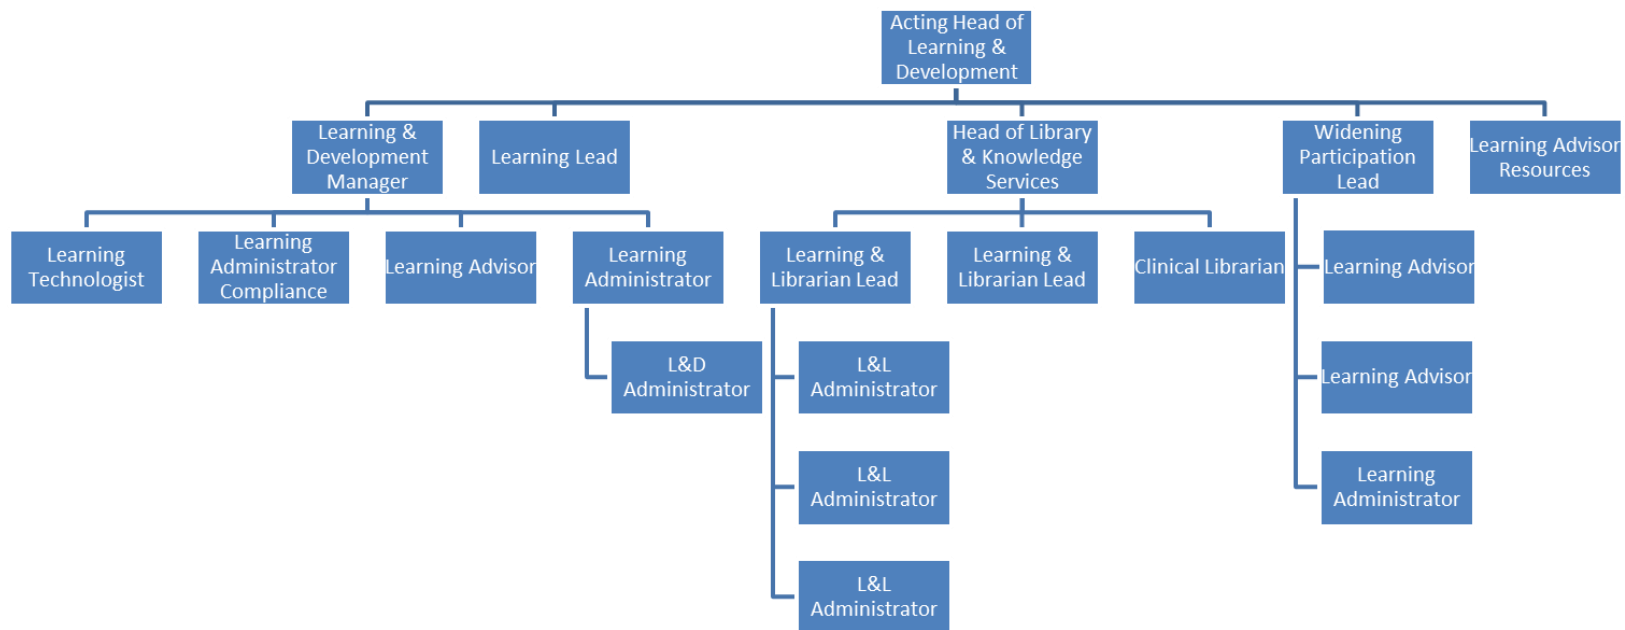 Acting Head of
Learning &
Development
Learning &
Development
Manager
Learning Lead
Head of Library
& Knowledge
Services
Widening
Participation
Lead
Learning Advisor
Resources
Learning
Technologist
Learning
Administrator
Compliance
Learning Advisor
Learning
Administrator
Learning &
Librarian Lead
Learning &
Librarian Lead
Clinical Librarian
Learning Advisor
L&D
Administrator
L&L
Administrator
Learning Advisor
L&L
Administrator
Learning
Administrator
L&L
Administrator